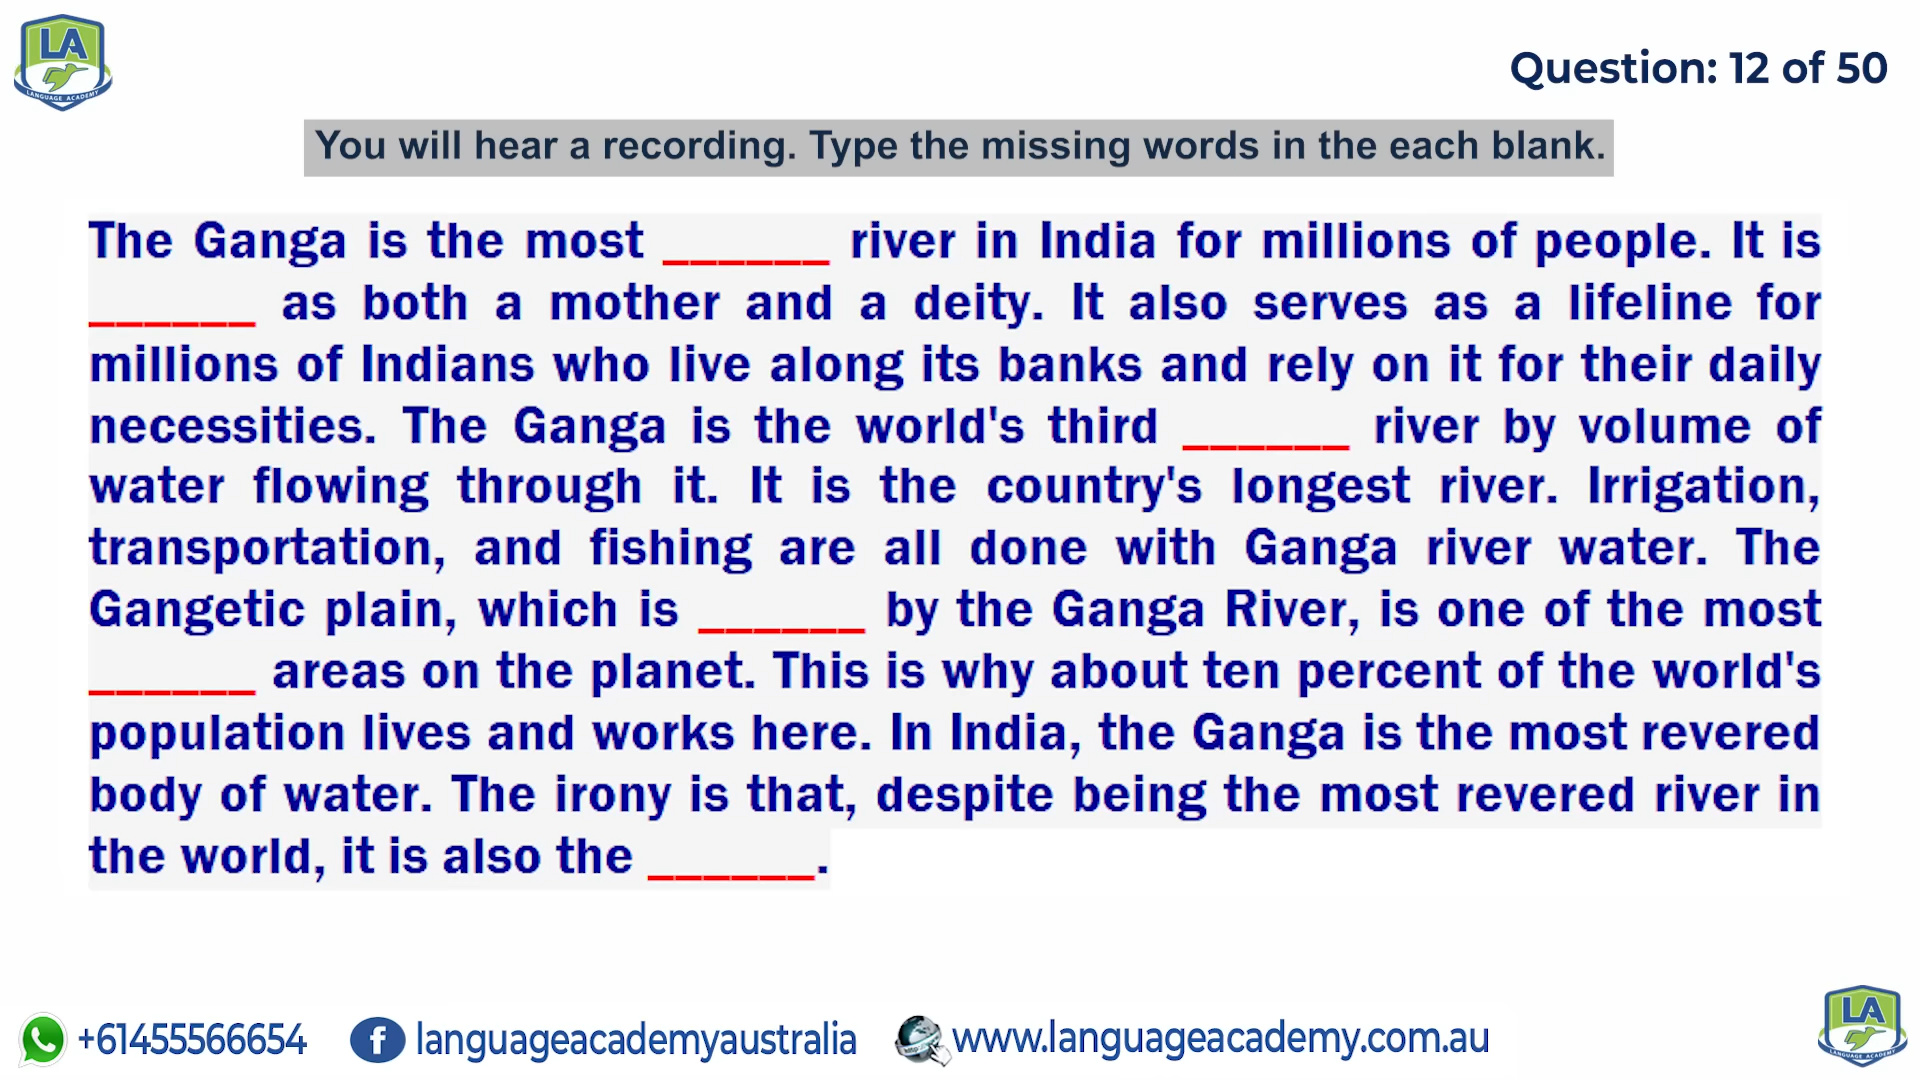 LA
LANGUAGE ACADEMY
Question: 12 of 50
You will hear a recording. Type the missing words in the each blank.
The Ganga is the most ______ river in India for millions of people. It is
______ as both a mother and a deity. It also serves as a lifeline for
millions of Indians who live along its banks and rely on it for their daily
necessities. The Ganga is the world's third ______ river by volume of
water flowing through it. It is the country's longest river. Irrigation,
transportation, and fishing are all done with Ganga river water. The
Gangetic plain, which is ______ by the Ganga River, is one of the most
______ areas on the planet. This is why about ten percent of the world's
population lives and works here. In India, the Ganga is the most revered
body of water. The irony is that, despite being the most revered river in
the world, it is also the ______.
+61455566654
f languageacademyaustralia
http://
www.languageacademy.com.au
LA
LANGUAGE ACADEMY